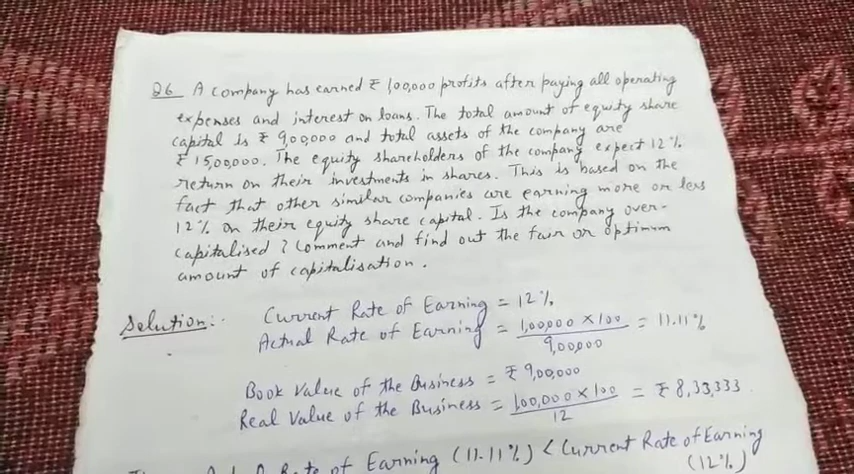 Q6 A company has earned ₹ 1,00,000 profits after paying all operating
expenses and interest on loans. The total amount of equity share
capital is ₹ 9,00,000 and total assets of the company are
₹ 15,00,000. The equity shareholders of the company expect 12%
return on their investments in shares. This is based on the
fact that other similar companies are earning more or less
12% on their equity share capital. Is the company over-
capitalised? Comment and find out the fair or optimum
amount of capitalisation.
Solution:- Current Rate of Earning = 12%
Actual Rate of Earning = 1,00,000 × 100 / 9,00,000 = 11.11%
Book Value of the Business = ₹ 9,00,000
Real Value of the Business = 100,000 × 100 / 12 = ₹ 8,33,333
Rate of Earning (11.11%) < Current Rate of Earning
(12%)